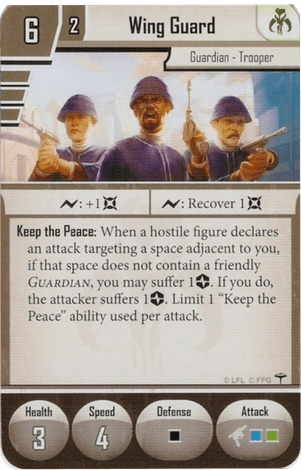 6 2 Wing Guard
Guardian - Trooper
: +1 : Recover 1
Keep the Peace: When a hostile figure declares
an attack targeting a space adjacent to you,
if that space does not contain a friendly
GUARDIAN, you may suffer 1. If you do,
the attacker suffers 1. Limit 1 “Keep the
Peace” ability used per attack.
© LFL © FFG
Health Speed Defense Attack
3 4